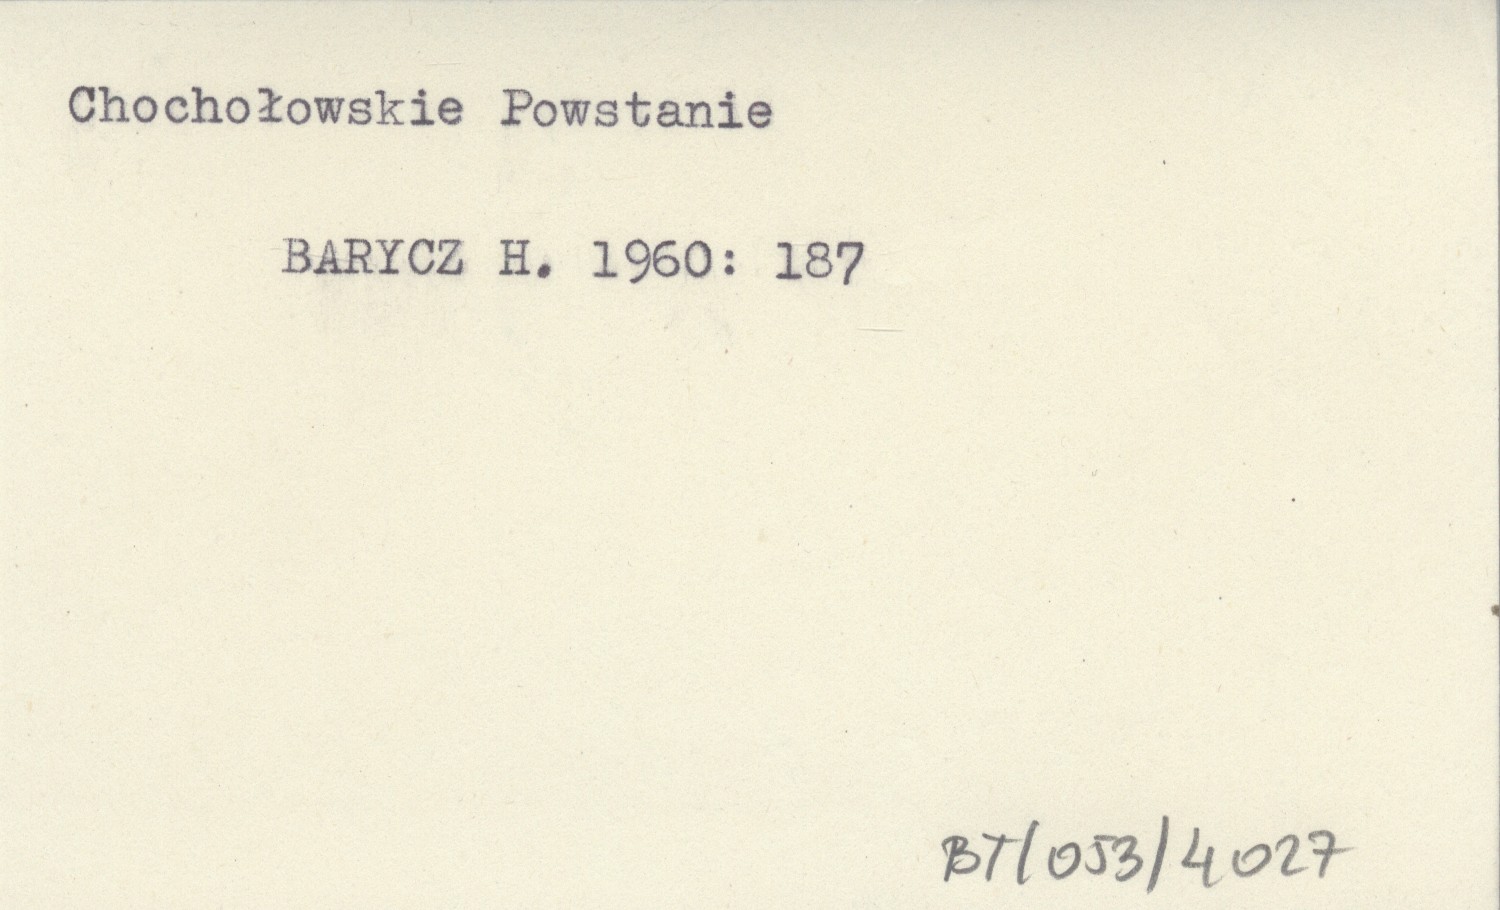 Chochołowskie Powstanie
BARYCZ H. 1960: 187
BT/053/4027